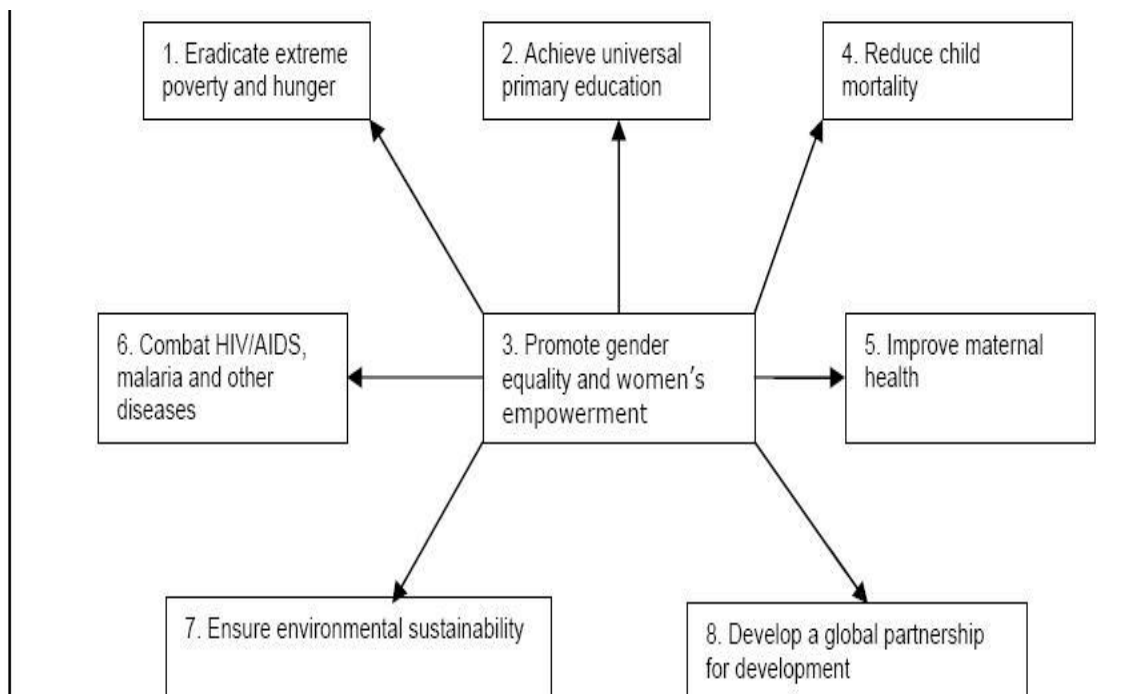 1. Eradicate extreme
poverty and hunger
2. Achieve universal
primary education
4. Reduce child
mortality
6. Combat HIV/AIDS,
malaria and other
diseases
3. Promote gender
equality and women’s
empowerment
5. Improve maternal
health
7. Ensure environmental sustainability
8. Develop a global partnership
for development